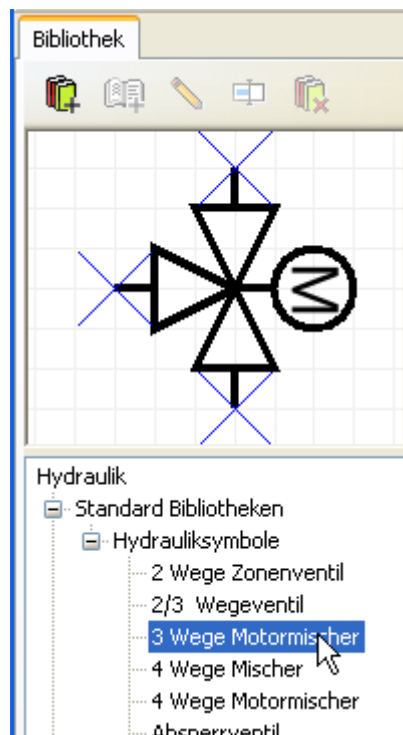 Bibliothek
M
Hydraulik
Standard Bibliotheken
Hydrauliksymbole
2 Wege Zonenventil
2/3 Wegeventil
3 Wege Motormischer
4 Wege Mischer
4 Wege Motormischer
Absperrventil